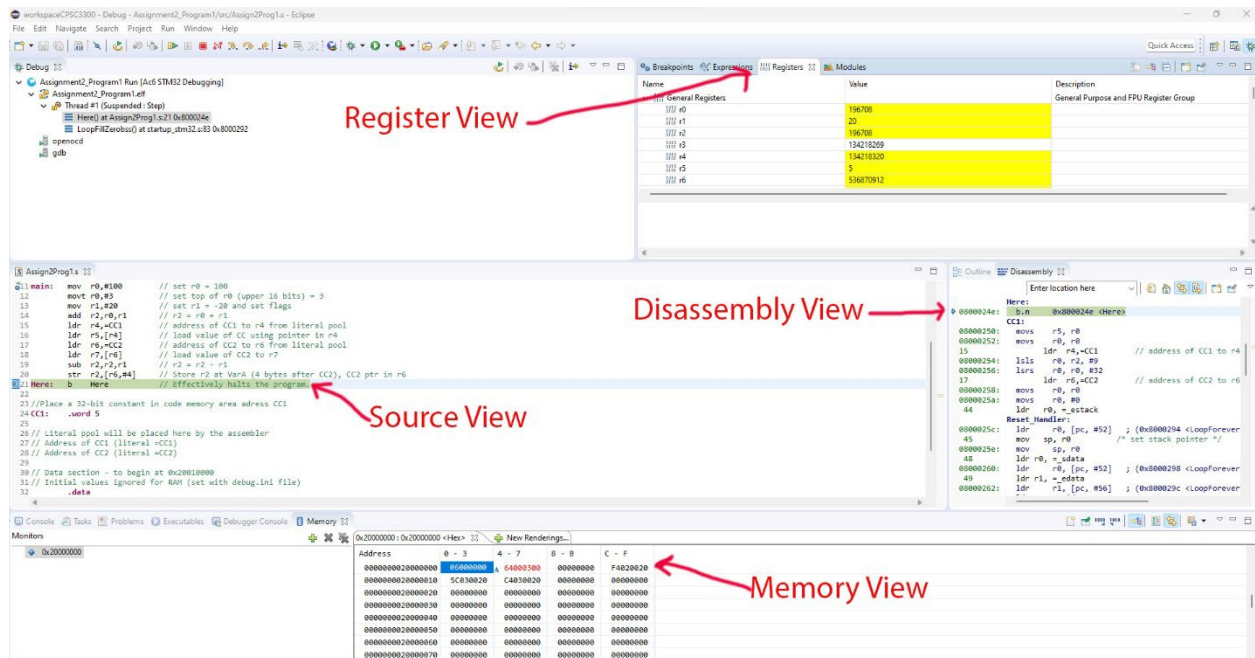 workspaceCPSC3300 - Debug - Assignment2_Program1/src/Assign2Prog1.s - Eclipse
File Edit Navigate Search Project Run Window Help
Quick Access
Debug
Assignment2_Program1 Run [Ac6 STM32 Debugging]
Assignment2_Program1.elf
Thread #1 (Suspended : Step)
Here() at Assign2Prog1.s:21 0x800024e
LoopFillZerobss() at startup_stm32.s:83 0x8000292
openocd
gdb
Register View
Breakpoints Expressions Registers Modules
Name Value Description
General Registers General Purpose and FPU Register Group
r0 196708
r1 20
r2 196708
r3 134218269
r4 134218320
r5 5
r6 536870912
Assign2Prog1.s
11 main: mov r0,#100 // set r0 = 100
12 movt r0,#3 // set top of r0 (upper 16 bits) = 3
13 mov r1,#20 // set r1 = -20 and set flags
14 add r2,r0,r1 // r2 = r0 + r1
15 ldr r4,=CC1 // address of CC1 to r4 from literal pool
16 ldr r5,[r4] // load value of CC using pointer in r4
17 ldr r6,=CC2 // address of CC2 to r6 from literal pool
18 ldr r7,[r6] // load value of CC2 to r7
19 sub r2,r2,r1 // r2 = r2 - r1
20 str r2,[r6,#4] // Store r2 at VarA (4 bytes after CC2), CC2 ptr in r6
21 Here: b Here // Effectively halts the program.
22
23 //Place a 32-bit constant in code memory area adress CC1
24 CC1: .word 5
25
26 // Literal ppol will be placed here by the assembler
27 // Address of CC1 (literal =CC1)
28 // Address of CC2 (literal =CC2)
29
30 // Data section - to begin at 0x20010000
31 // Initial values ignored for RAM (set with debug.ini file)
32 .data
Source View
Disassembly View
Outline Disassembly
Enter location here
Here:
0800024e: b.n 0x800024e <Here>
CC1:
08000250: movs r5, r0
08000252: movs r0, r0
15 ldr r4,=CC1 // address of CC1 to r4
08000254: lsls r0, r2, #9
08000256: lsrs r0, r0, #32
17 ldr r6,=CC2 // address of CC2 to r6
08000258: movs r0, r0
0800025a: movs r0, #0
44 ldr r0, =_estack
Reset_Handler:
0800025c: ldr r0, [pc, #52] ; (0x8000294 <LoopForever
45 mov sp, r0 /* set stack pointer */
0800025e: mov sp, r0
48 ldr r0, =_sdata
08000260: ldr r0, [pc, #52] ; (0x8000298 <LoopForever
49 ldr r1, =_edata
08000262: ldr r1, [pc, #56] ; (0x800029c <LoopForever
Console Tasks Problems Executables Debugger Console Memory
Monitors
0x20000000
0x20000000 : 0x20000000 <Hex> New Renderings...
Address 0 - 3 4 - 7 8 - B C - F
0000000020000000 06000000 64000300 00000000 F4020020
0000000020000010 5C030020 C4030020 00000000 00000000
0000000020000020 00000000 00000000 00000000 00000000
0000000020000030 00000000 00000000 00000000 00000000
0000000020000040 00000000 00000000 00000000 00000000
0000000020000050 00000000 00000000 00000000 00000000
0000000020000060 00000000 00000000 00000000 00000000
0000000020000070 00000000 00000000 00000000 00000000
Memory View